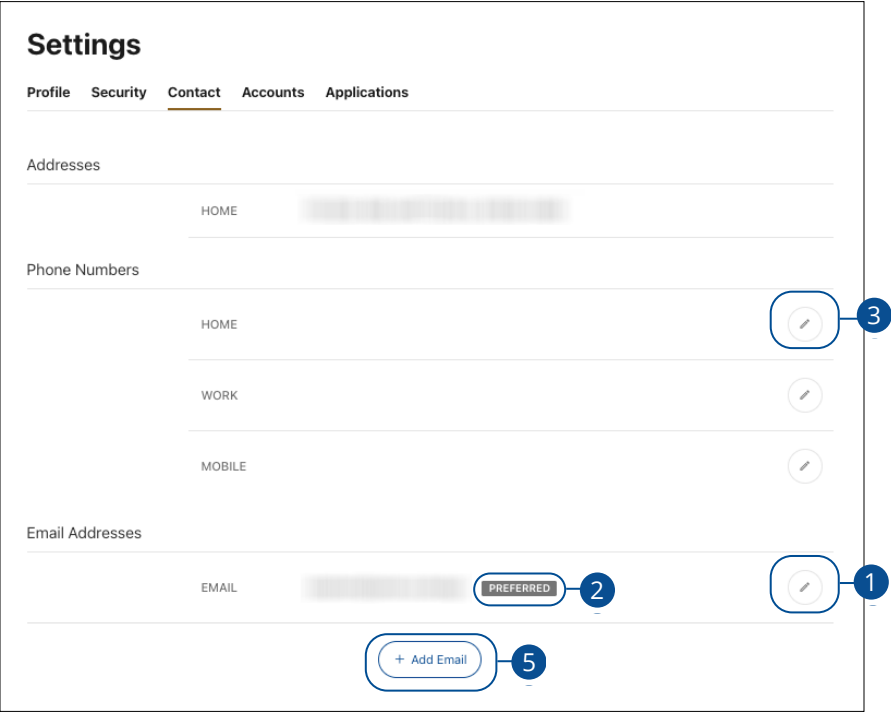 Settings
Profile Security Contact Accounts Applications
Addresses
HOME
Phone Numbers
HOME
3
WORK
MOBILE
Email Addresses
EMAIL PREFERRED 2
1
+ Add Email 5